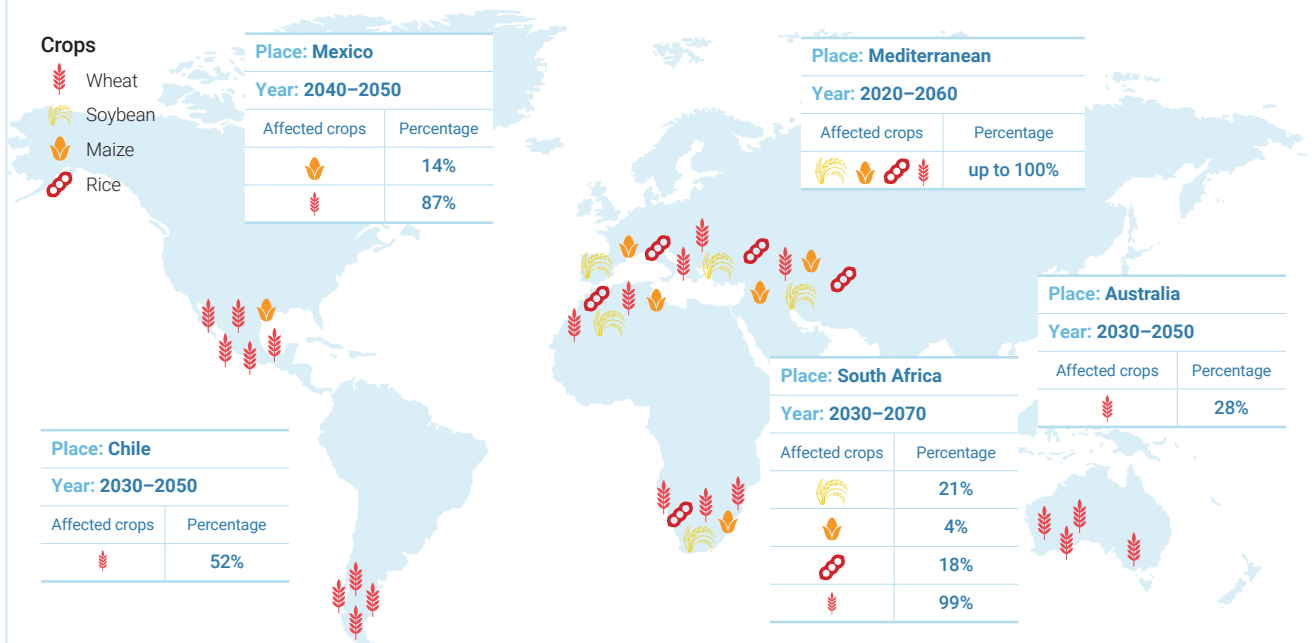 Crops
Wheat
Soybean
Maize
Rice
Place: Mexico
Year: 2040–2050
Affected crops Percentage
14%
87%
Place: Mediterranean
Year: 2020–2060
Affected crops Percentage
up to 100%
Place: Australia
Year: 2030–2050
Affected crops Percentage
28%
Place: South Africa
Year: 2030–2070
Affected crops Percentage
21%
4%
18%
99%
Place: Chile
Year: 2030–2050
Affected crops Percentage
52%